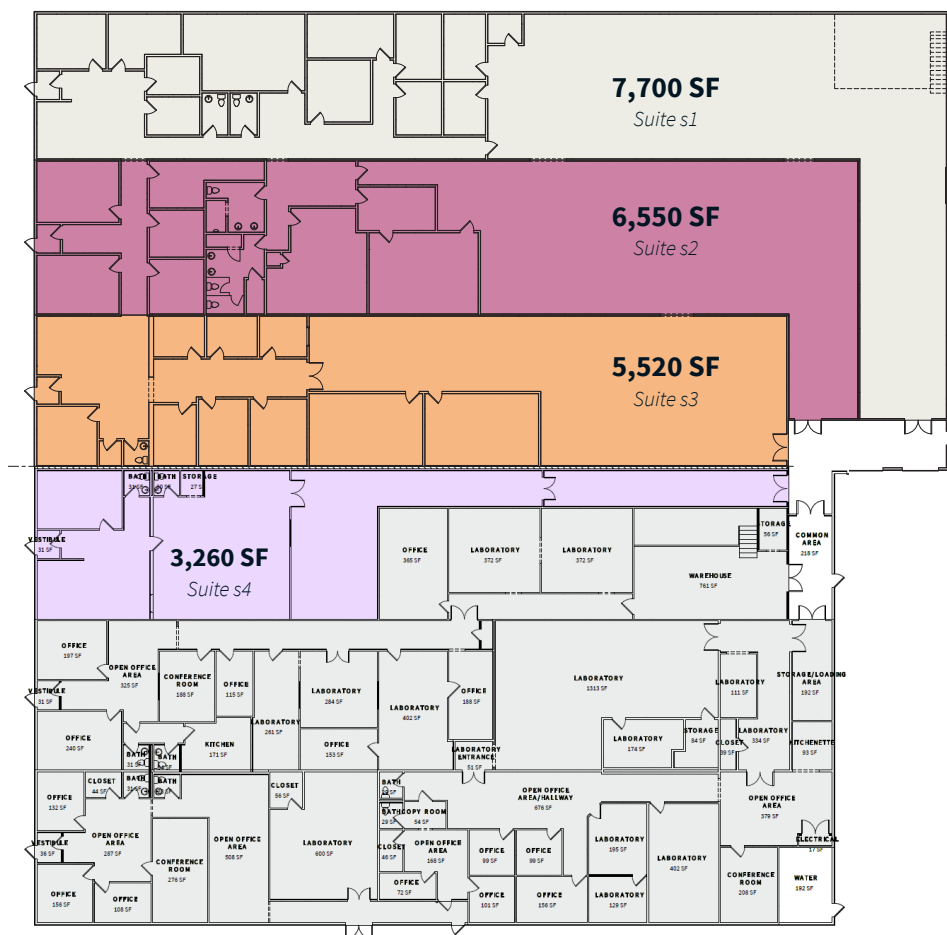 7,700 SF
Suite s1
6,550 SF
Suite s2
5,520 SF
Suite s3
BATH
BATH
STORAGE
27 SF
VESTIBULE
31 SF
3,260 SF
Suite s4
OFFICE
365 SF
LABORATORY
372 SF
LABORATORY
372 SF
STORAGE
56 SF
COMMON
AREA
218 SF
WAREHOUSE
761 SF
OFFICE
197 SF
OPEN OFFICE
AREA
325 SF
VESTIBULE
31 SF
CONFERENCE
ROOM
188 SF
OFFICE
115 SF
LABORATORY
284 SF
LABORATORY
402 SF
OFFICE
188 SF
LABORATORY
1313 SF
LABORATORY
111 SF
STORAGE/LOADING
AREA
192 SF
OFFICE
240 SF
KITCHEN
171 SF
LABORATORY
261 SF
OFFICE
153 SF
LABORATORY
ENTRANCE
51 SF
LABORATORY
174 SF
STORAGE
84 SF
CLOSET
39 SF
LABORATORY
334 SF
KITCHENETTE
93 SF
BATH
31 SF
BATH
OFFICE
132 SF
CLOSET
44 SF
BATH
31 SF
BATH
CLOSET
56 SF
BATH
OPEN OFFICE
AREA/HALLWAY
676 SF
OPEN OFFICE
AREA
379 SF
VESTIBULE
36 SF
OPEN OFFICE
AREA
287 SF
OPEN OFFICE
AREA
508 SF
CONFERENCE
ROOM
276 SF
LABORATORY
600 SF
BATH
29 SF
COPY ROOM
54 SF
CLOSET
46 SF
OPEN OFFICE
AREA
168 SF
OFFICE
99 SF
OFFICE
99 SF
LABORATORY
195 SF
LABORATORY
402 SF
ELECTRICAL
17 SF
OFFICE
156 SF
OFFICE
108 SF
OFFICE
72 SF
OFFICE
101 SF
OFFICE
156 SF
LABORATORY
129 SF
CONFERENCE
ROOM
208 SF
WATER
192 SF